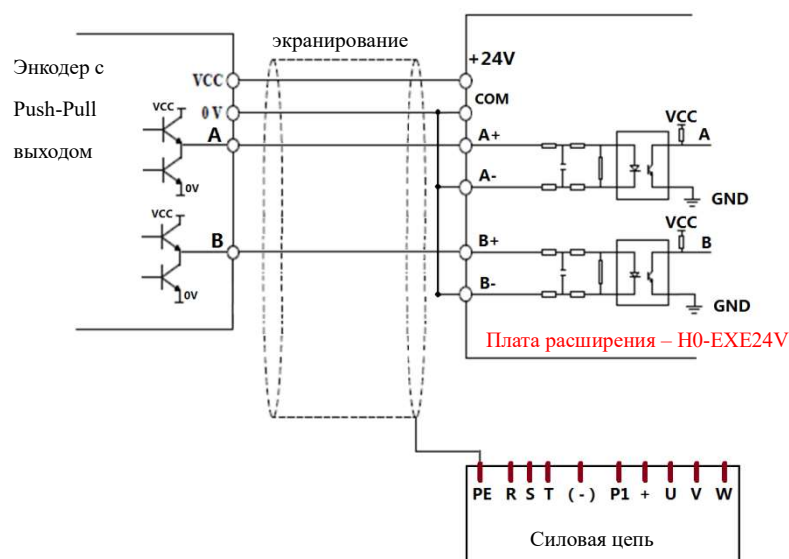 экранирование
Энкодер с
Push-Pull
выходом
VCC
0 V
A
B
VCC
0V
VCC
0V
+24V
COM
A+
A-
B+
B-
VCC
A
GND
VCC
B
GND
Плата расширения – H0-EXE24V
PE R S T (-) P1 + U V W
Силовая цепь